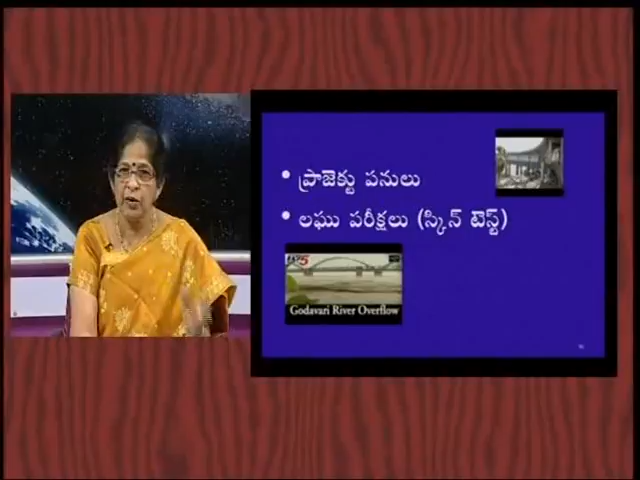 • ప్రాజెక్టు పనులు
• లఘు పరీక్షలు (స్కిన్ టెస్ట్)
Godavari River Overflow